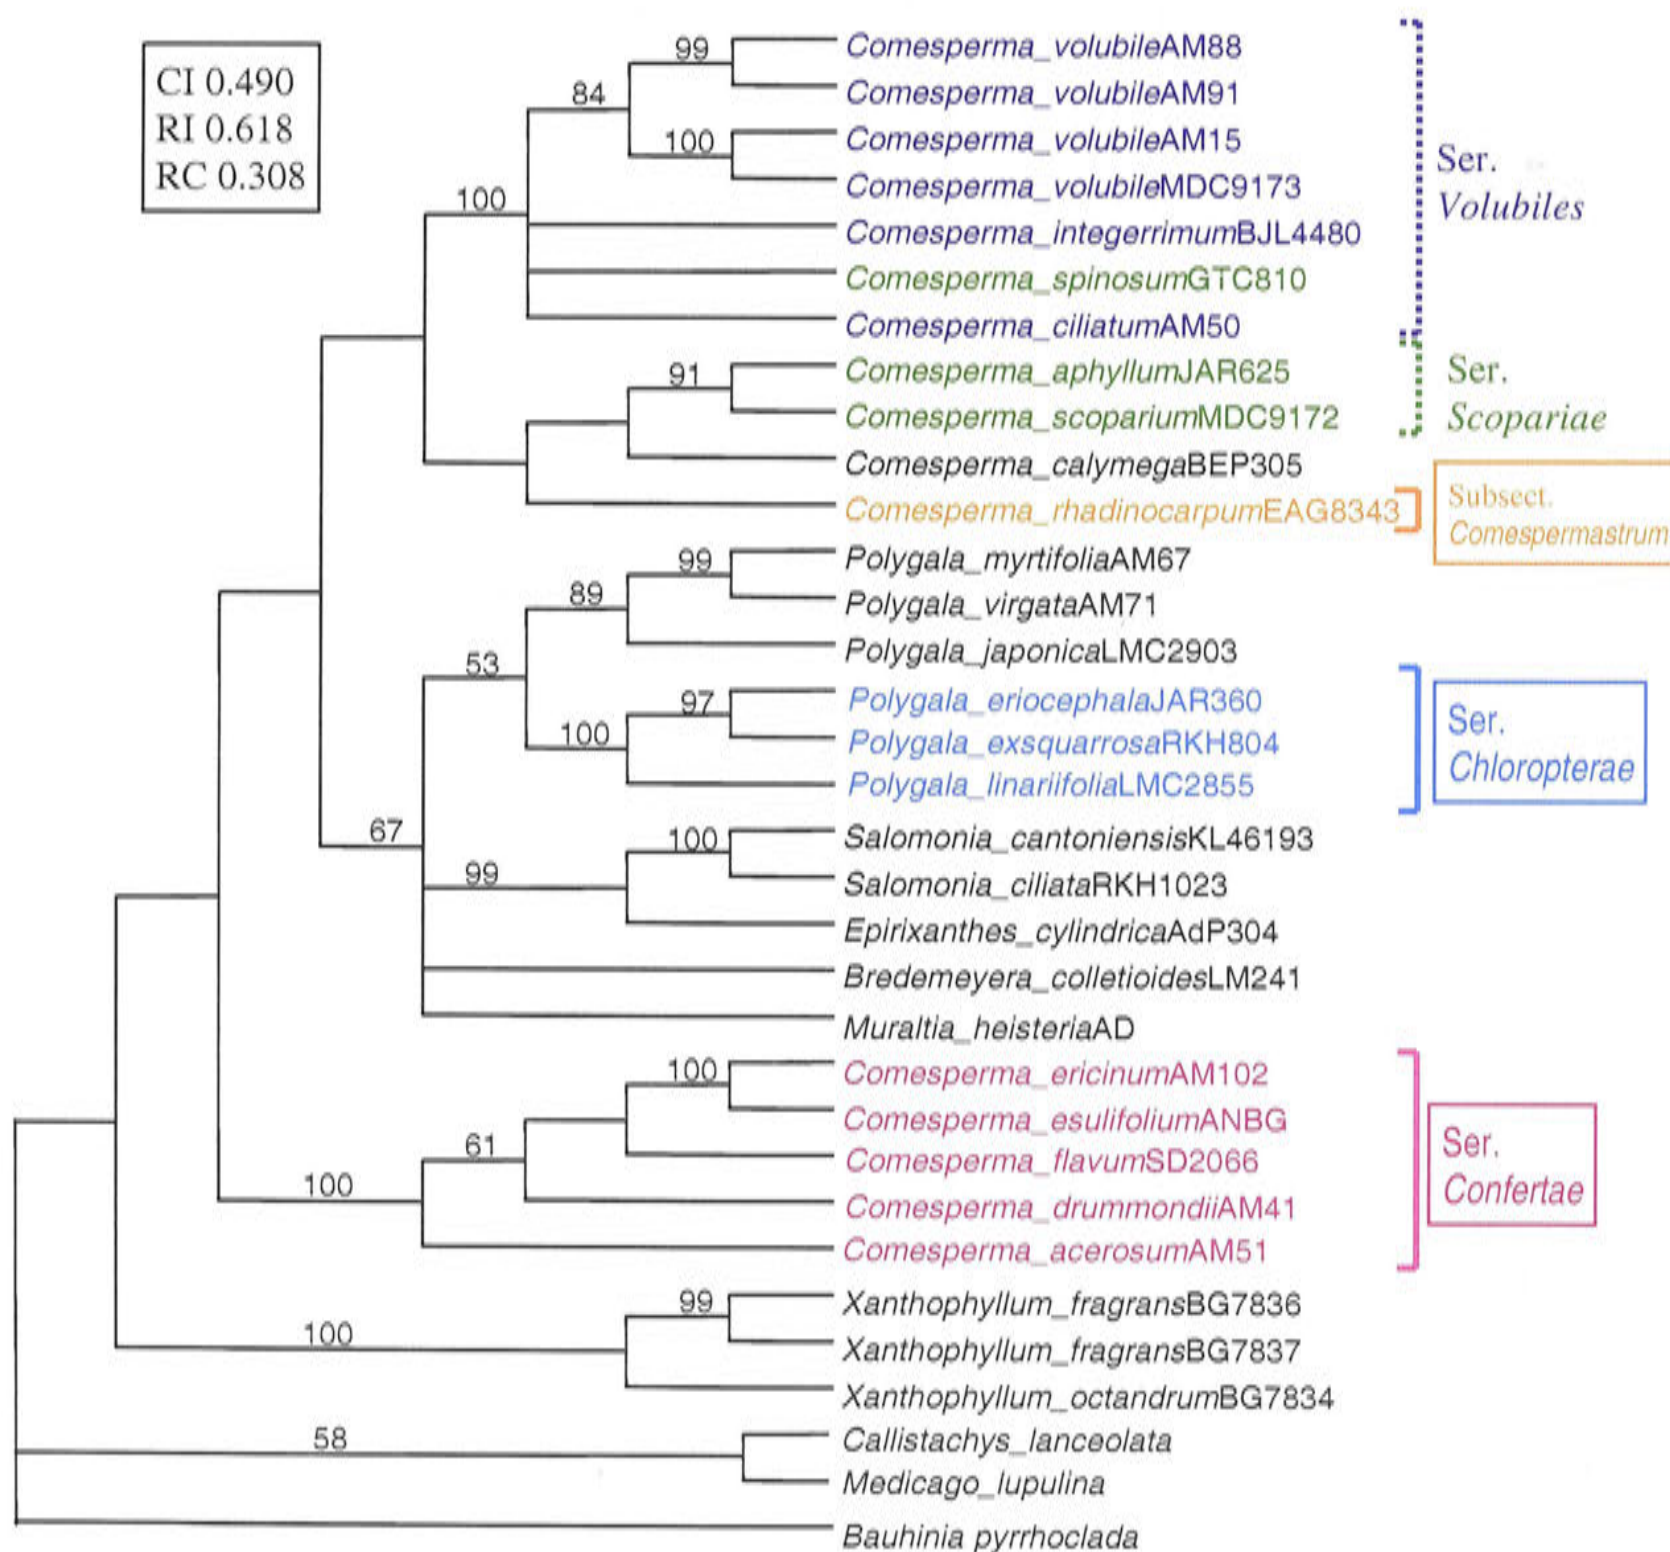 CI 0.490
RI 0.618
RC 0.308
99
Comesperma_volubileAM88
84
Comesperma_volubileAM91
100
Comesperma_volubileAM15
Comesperma_volubileMDC9173
Ser.
Volubiles
100
Comesperma_integerrimumBJL4480
Comesperma_spinosumGTC810
Comesperma_ciliatumAM50
91
Comesperma_aphyllumJAR625
Comesperma_scopariumMDC9172
Ser.
Scopariae
Comesperma_calymegaBEP305
Comesperma_rhadinocarpumEAG8343
Subsect.
Comespermastrum
99
Polygala_myrtifoliaAM67
89
Polygala_virgataAM71
53
Polygala_japonicaLMC2903
97
Polygala_eriocephalaJAR360
100
Polygala_exsquarrosaRKH804
Polygala_linariifoliaLMC2855
Ser.
Chloropterae
67
100
Salomonia_cantoniensisKL46193
99
Salomonia_ciliataRKH1023
Epirixanthes_cylindricaAdP304
Bredemeyera_colletioidesLM241
Muraltia_heisteriaAD
100
Comesperma_ericinumAM102
Comesperma_esulifoliumANBG
61
Comesperma_flavumSD2066
100
Comesperma_drummondiiAM41
Comesperma_acerosumAM51
Ser.
Confertae
99
Xanthophyllum_fragransBG7836
100
Xanthophyllum_fragransBG7837
Xanthophyllum_octandrumBG7834
58
Callistachys_lanceolata
Medicago_lupulina
Bauhinia pyrrhoclada